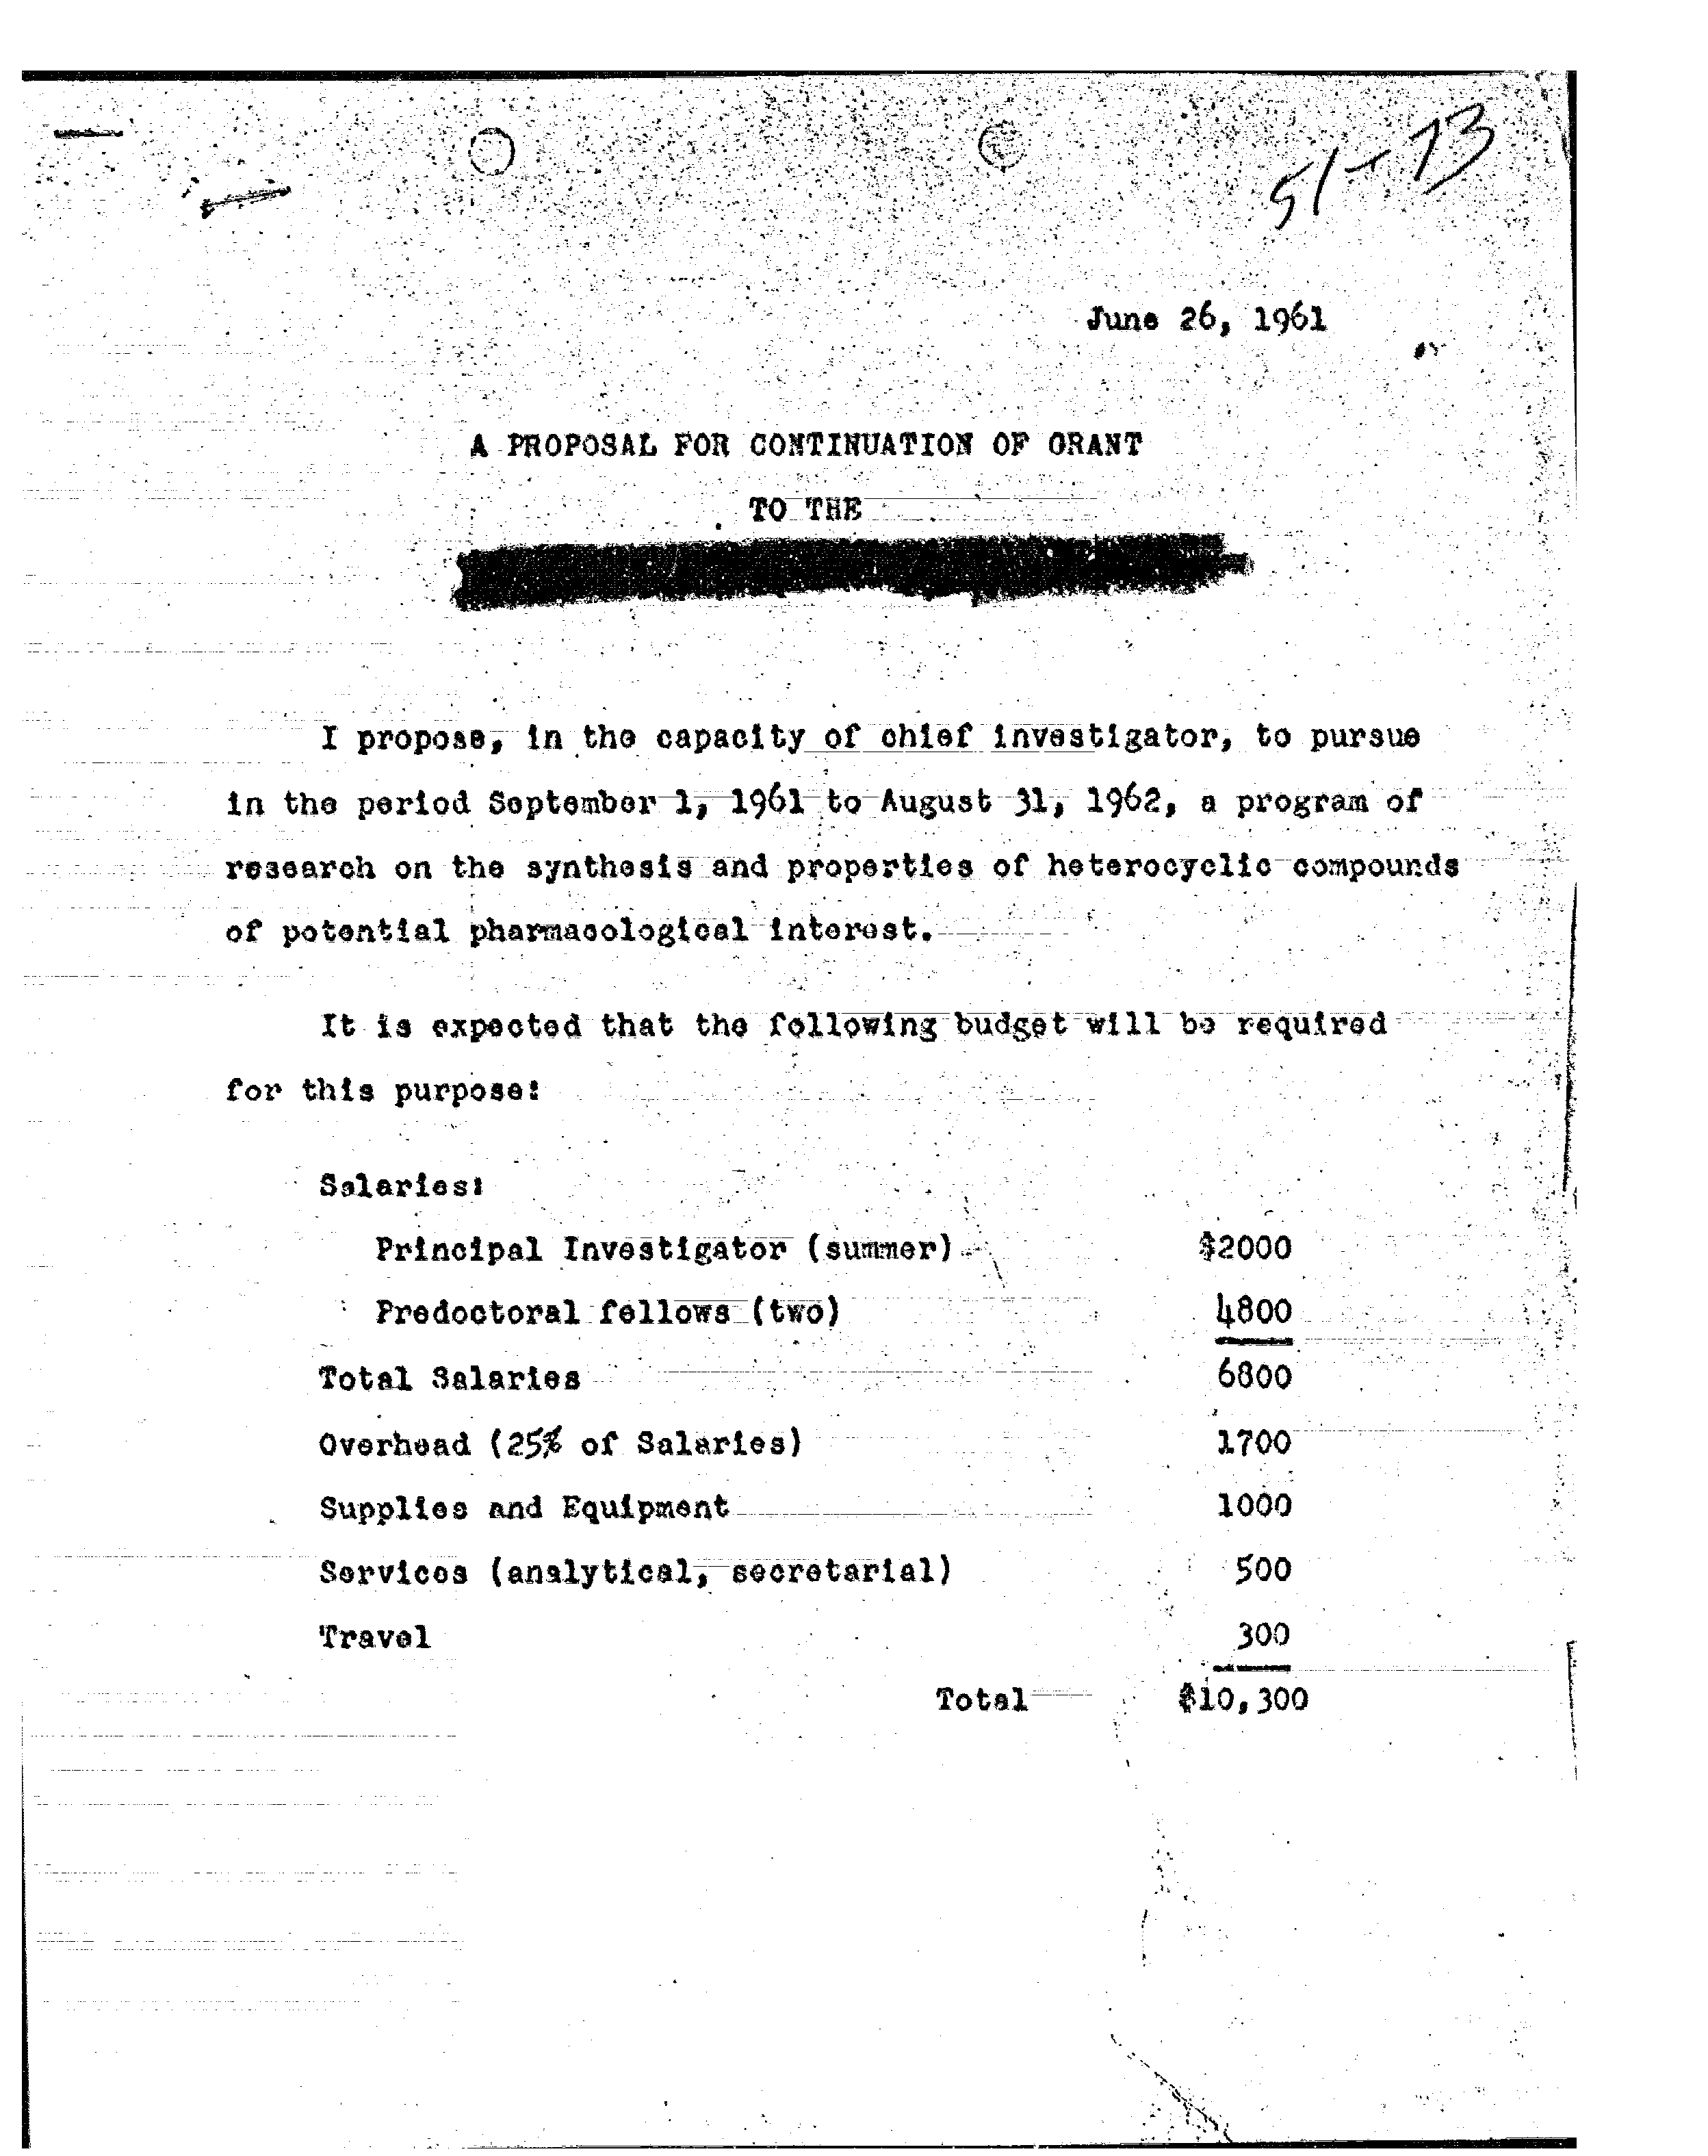 51-73
June 26, 1961
A PROPOSAL FOR CONTINUATION OF GRANT
TO THE
I propose, in the capacity of chief investigator, to pursue
in the period September 1, 1961 to August 31, 1962, a program of
research on the synthesis and properties of heterocyclic compounds
of potential pharmacological interest.
It is expected that the following budget will be required
for this purpose:
Salaries:
Principal Investigator (summer) $2000
Predoctoral fellows (two) 4800
Total Salaries 6800
Overhead (25% of Salaries) 1700
Supplies and Equipment 1000
Services (analytical, secretarial) 500
Travel 300
Total $10,300